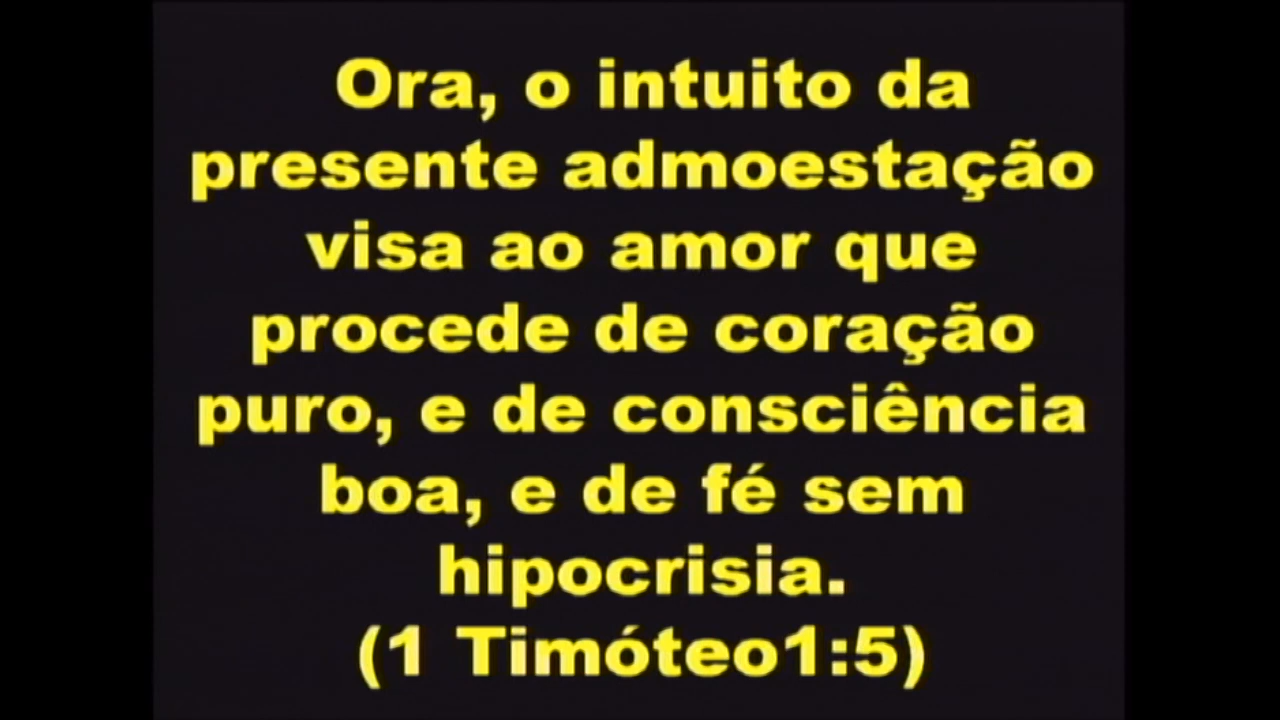 Ora, o intuito da
presente admoestação
visa ao amor que
procede de coração
puro, e de consciência
boa, e de fé sem
hipocrisia.
(1 Timóteo1:5)